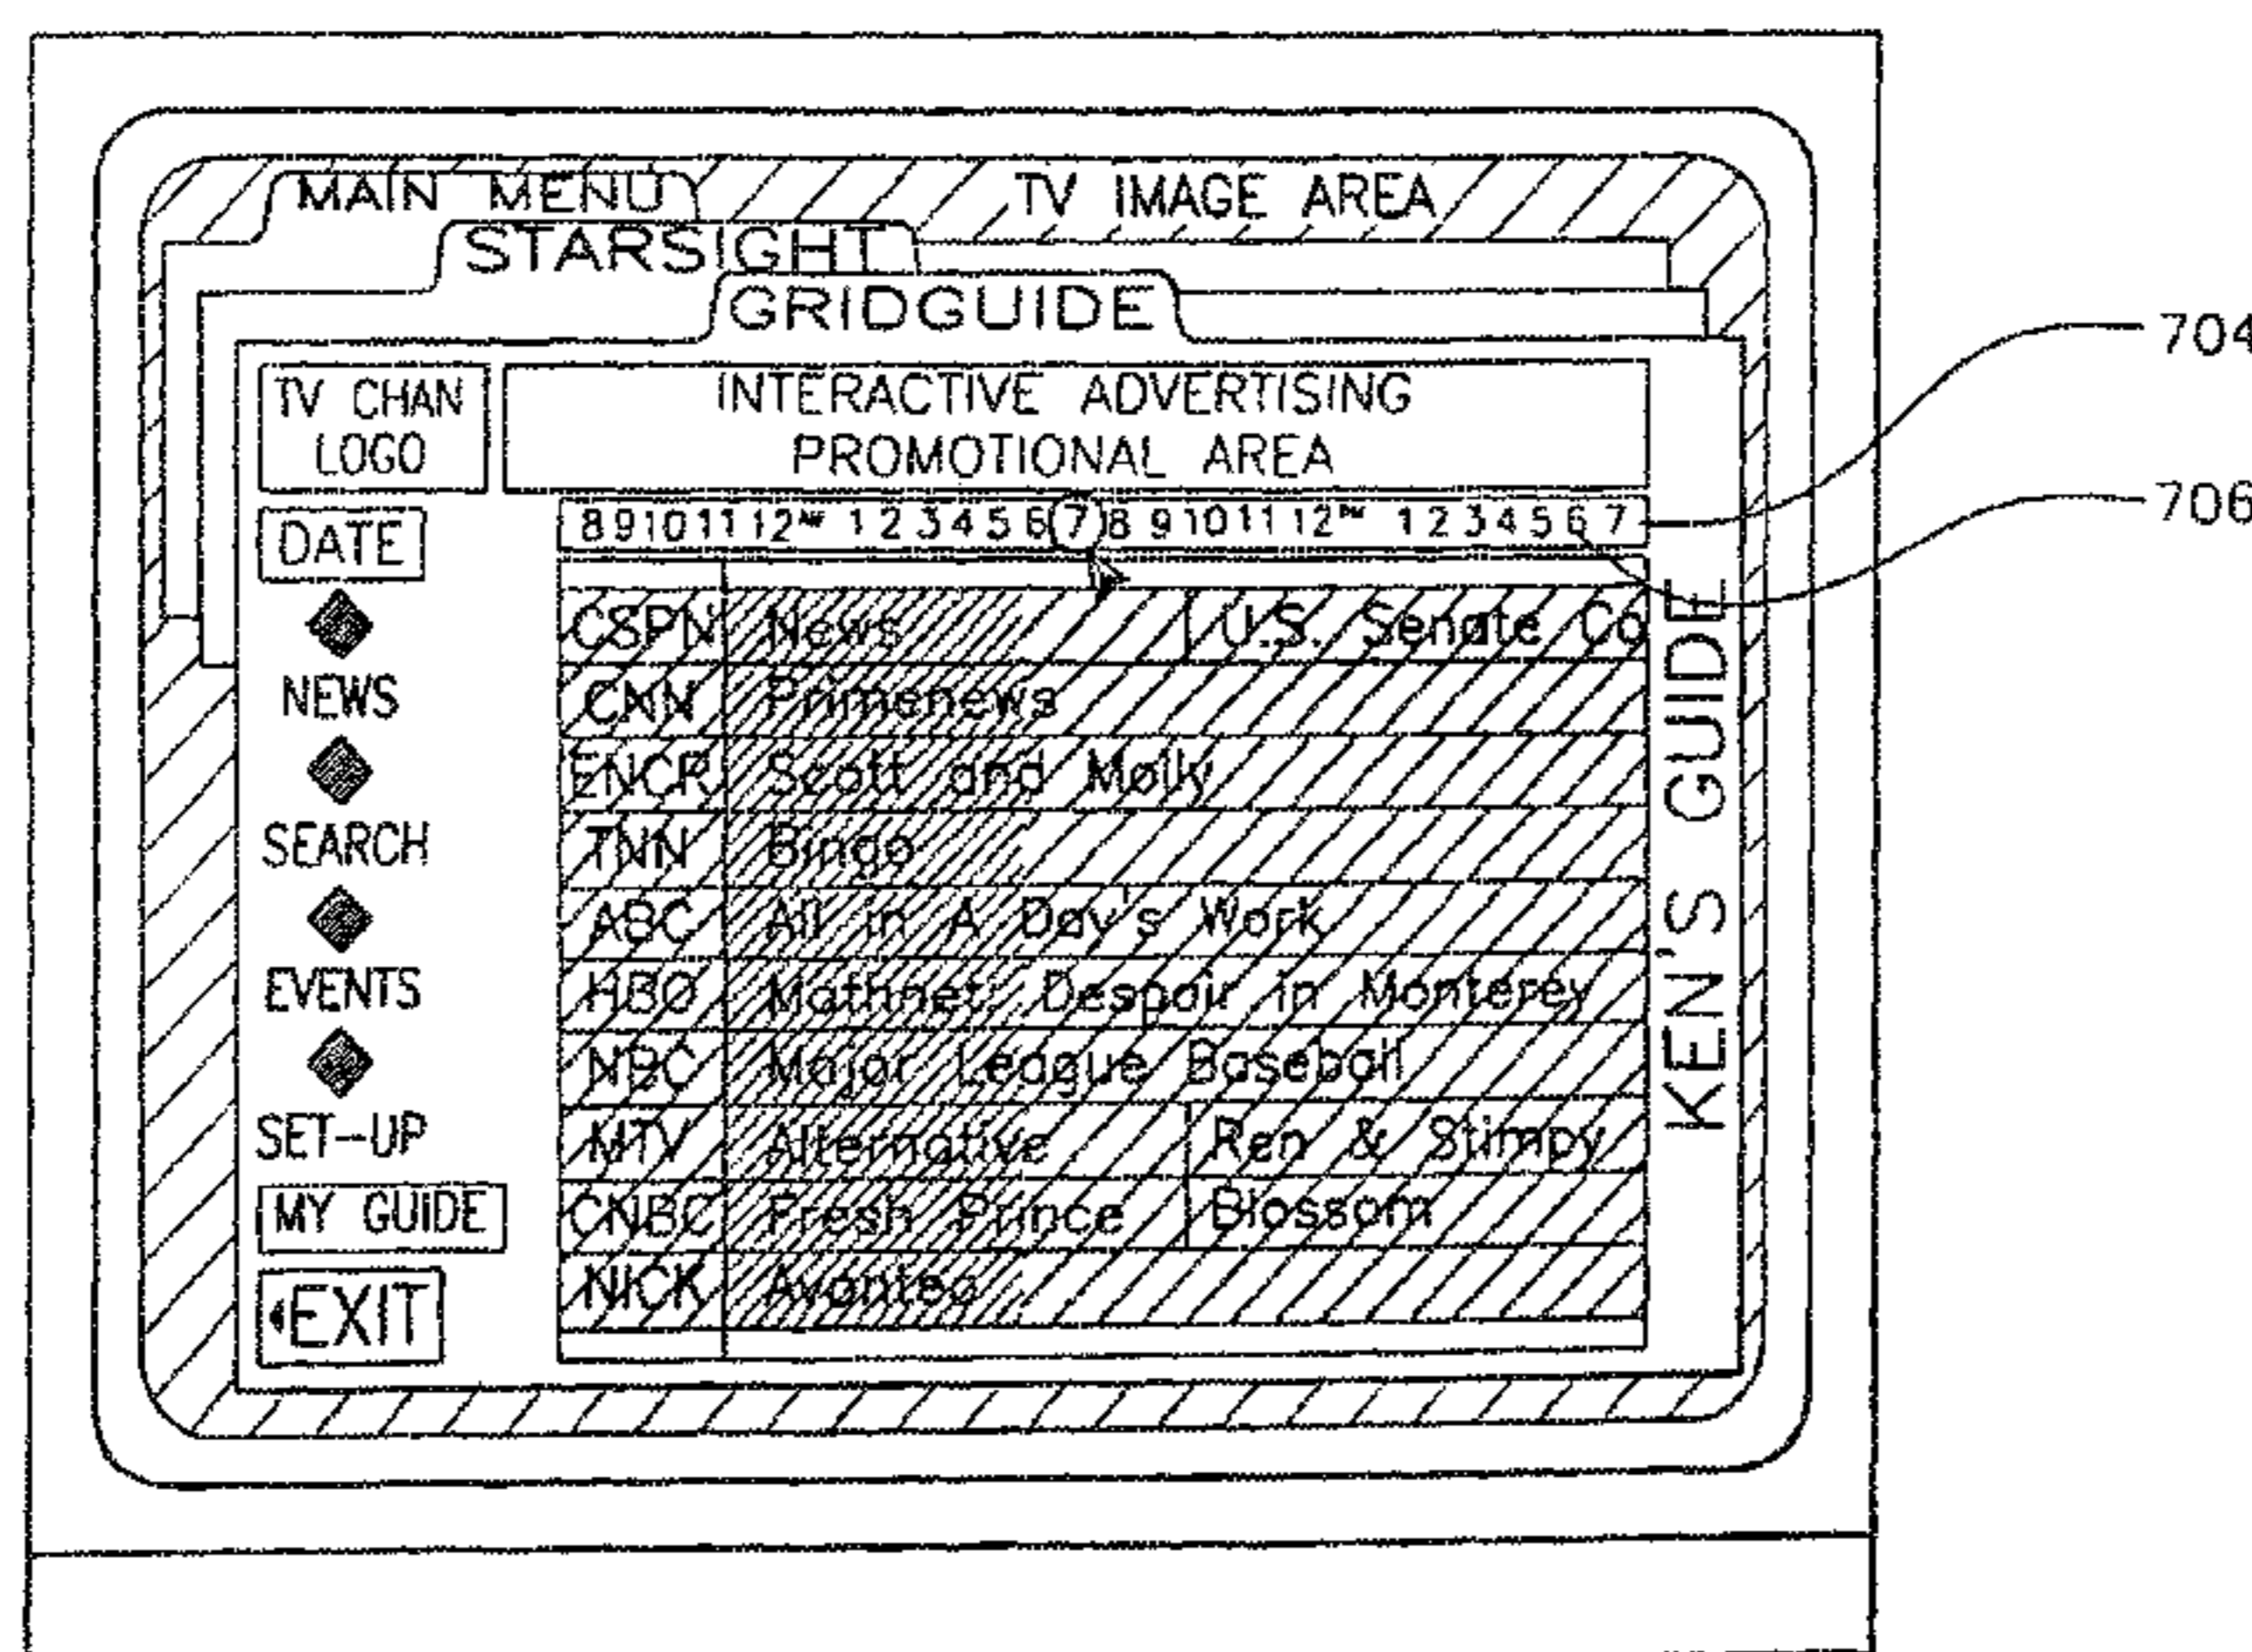 MAIN MENU
TV IMAGE AREA
STARSIGHT
GRIDGUIDE
704
TV CHAN
LOGO
INTERACTIVE ADVERTISING
PROMOTIONAL AREA
706
DATE
8 9 10 11 12 AM 1 2 3 4 5 6 7 8 9 10 11 12 PM 1 2 3 4 5 6 7
NEWS
SEARCH
EVENTS
SET-UP
MY GUIDE
EXIT
CSPN News U.S. Senate Co
CNN Primenews
ENCR Scott and Molly
TNN Bingo
ABC All in A Day's Work
HBO Mathnet: Despair in Monterey
NBC Major League Baseball
MTV Alternative Ren & Stimpy
CNBC Fresh Prince Blossom
NICK
KEN'S GUIDE